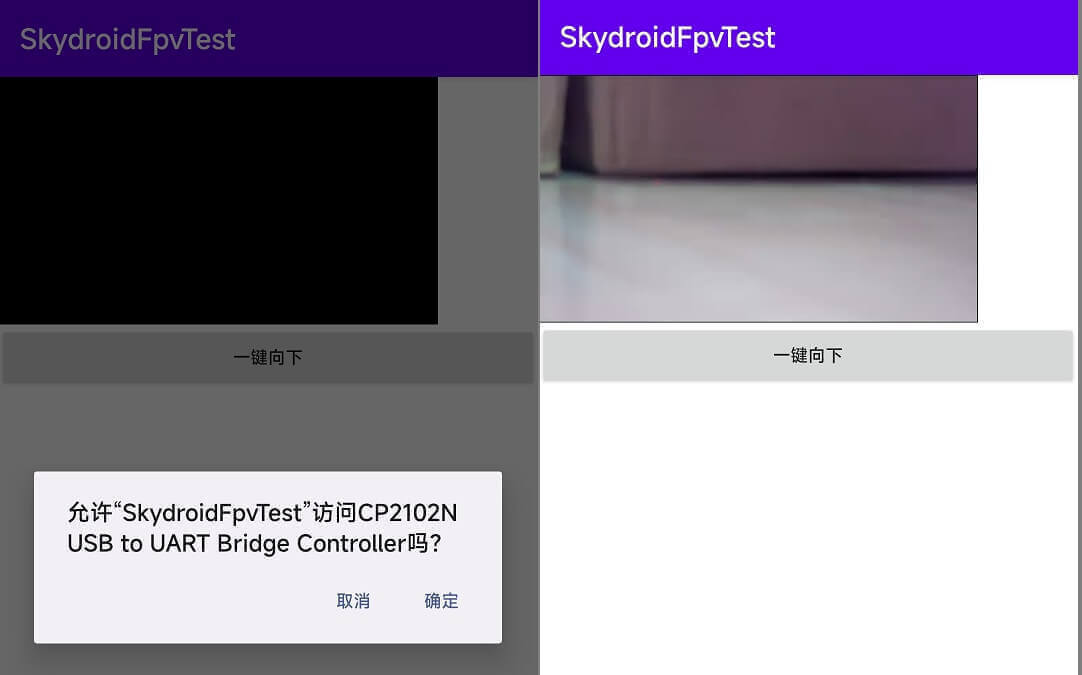 SkydroidFpvTest
一键向下
允许“SkydroidFpvTest”访问CP2102N
USB to UART Bridge Controller吗?
取消
确定
SkydroidFpvTest
一键向下